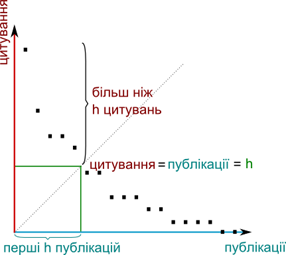 цитування
більш ніж
h цитувань
цитування = публікації = h
перші h публікацій
публікації